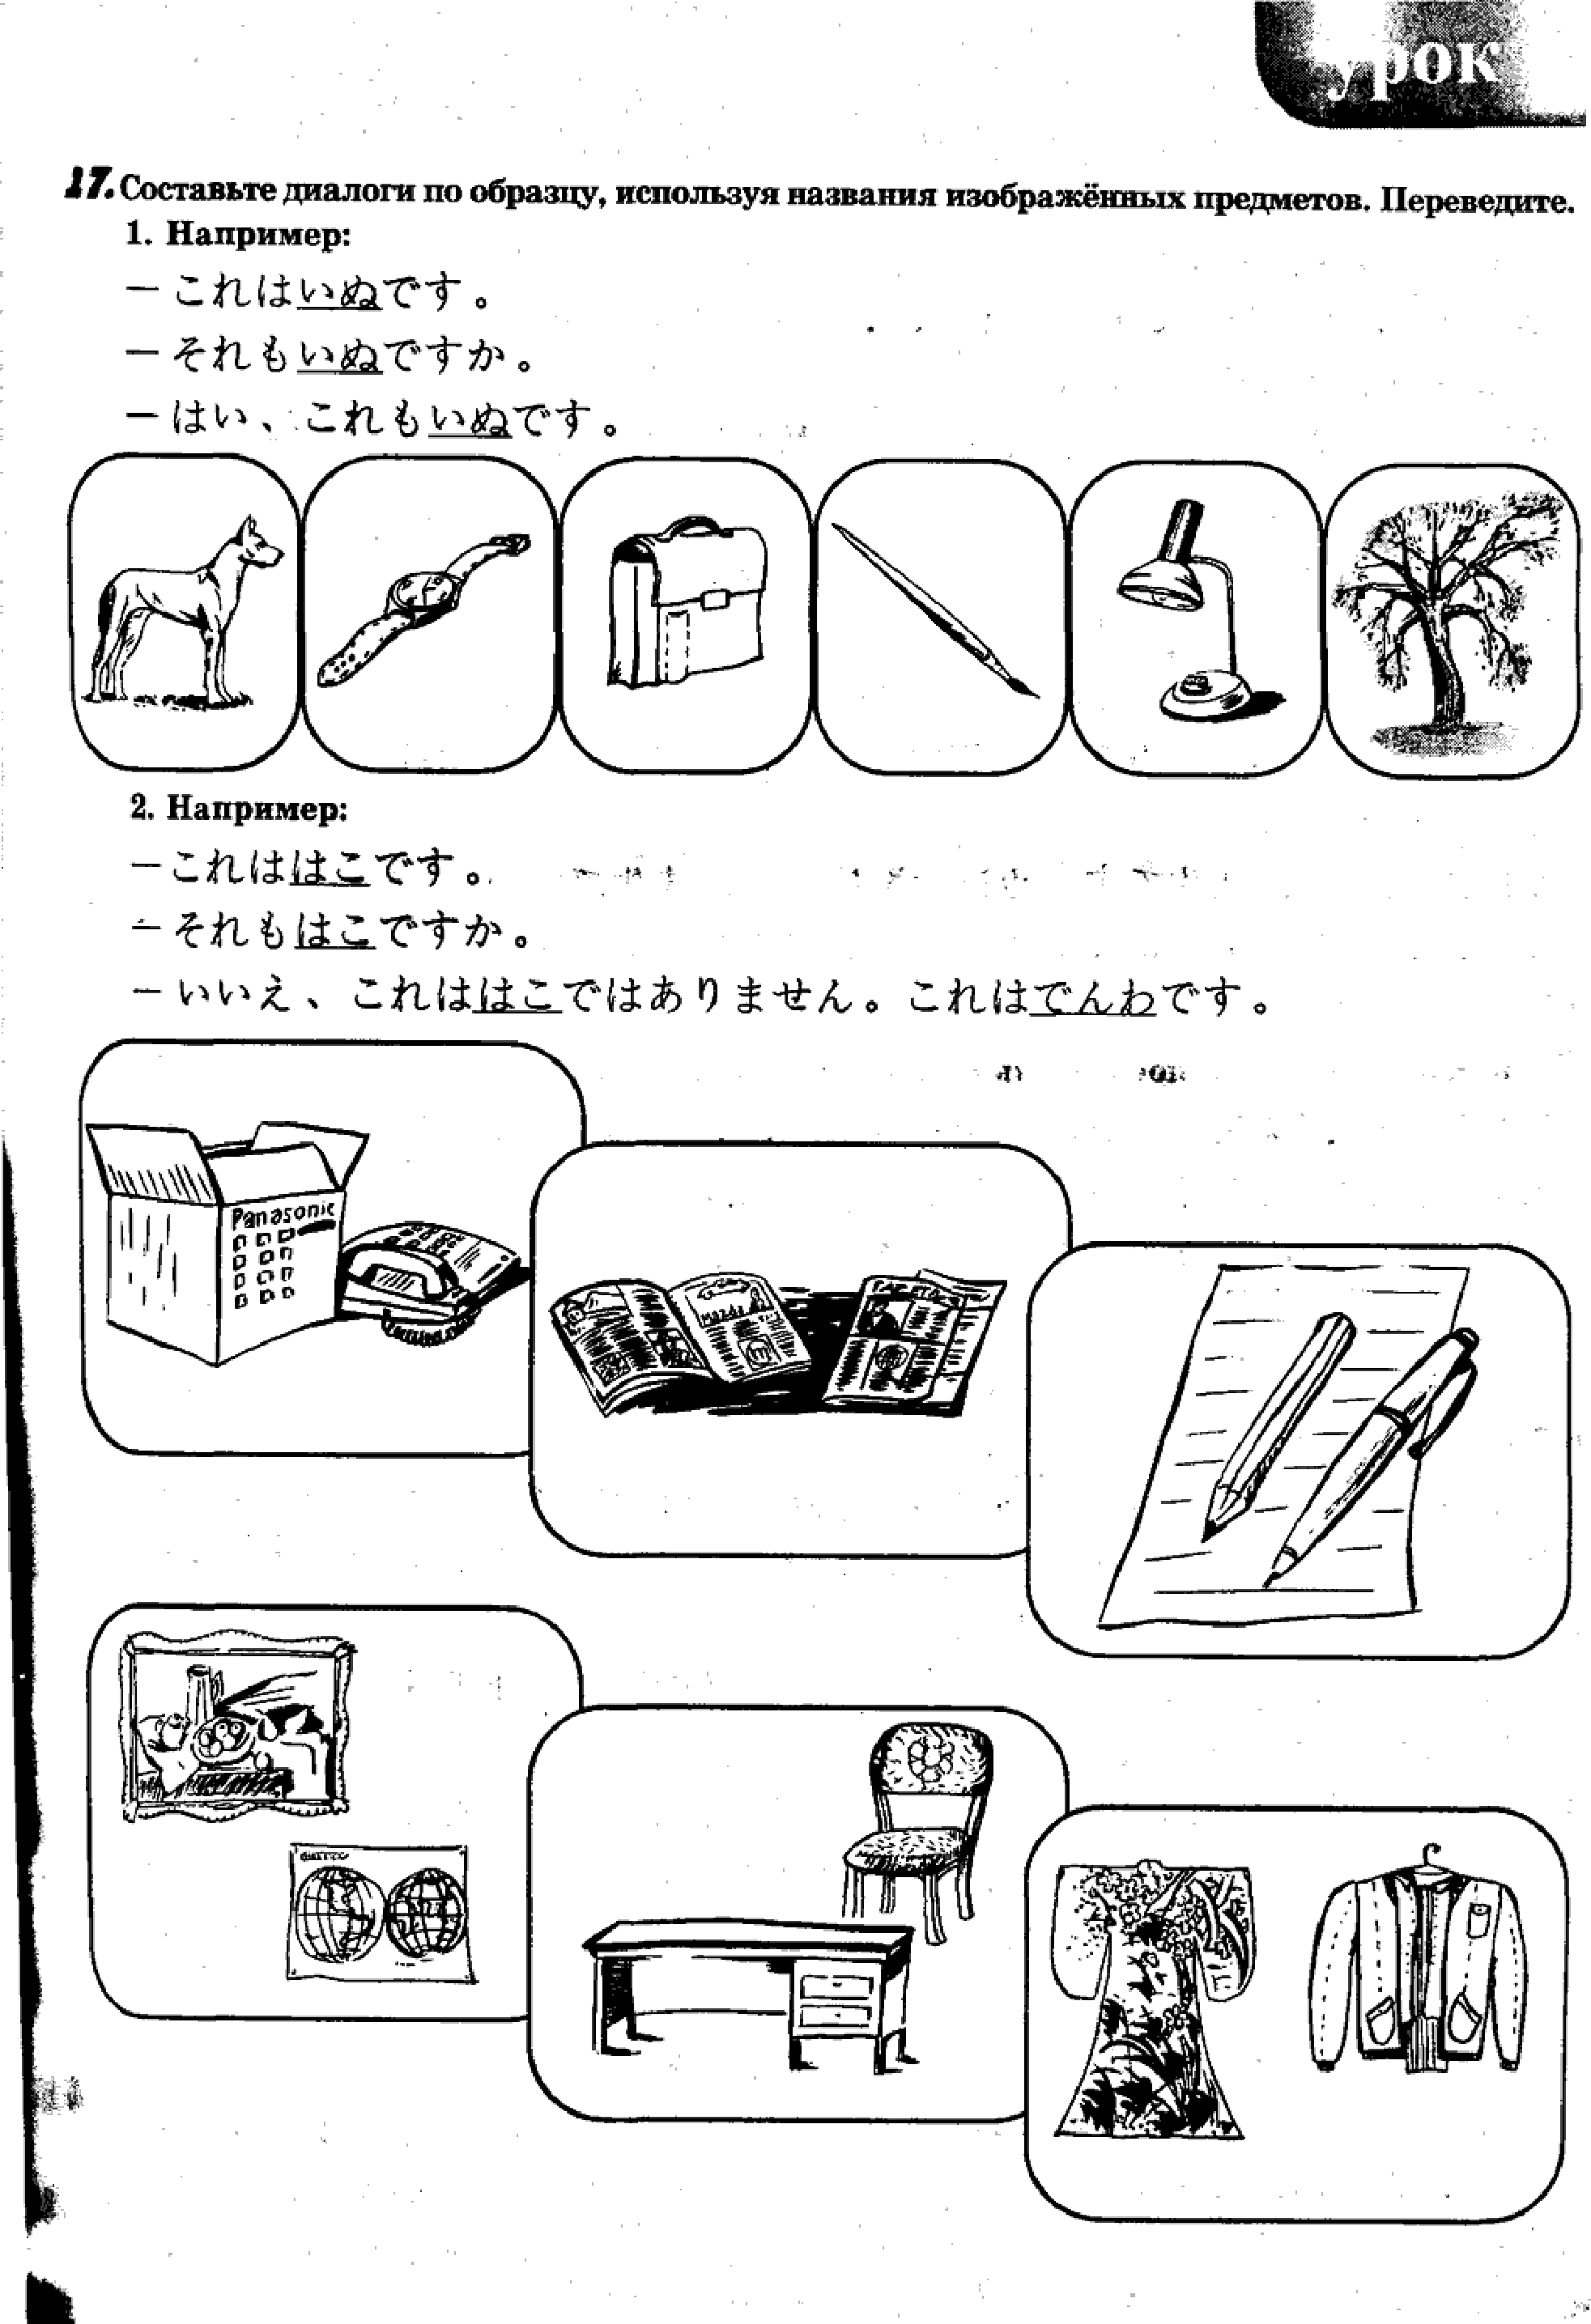 урок
17. Составьте диалоги по образцу, используя названия изображённых предметов. Переведите.
1. Например:
— これはいぬです。
— それもいぬですか。
— はい、これもいぬです。
2. Например:
— これははこです。
— それもはこですか。
— いいえ、これははこではありません。これはでんわです。
Panasonic
Mazda